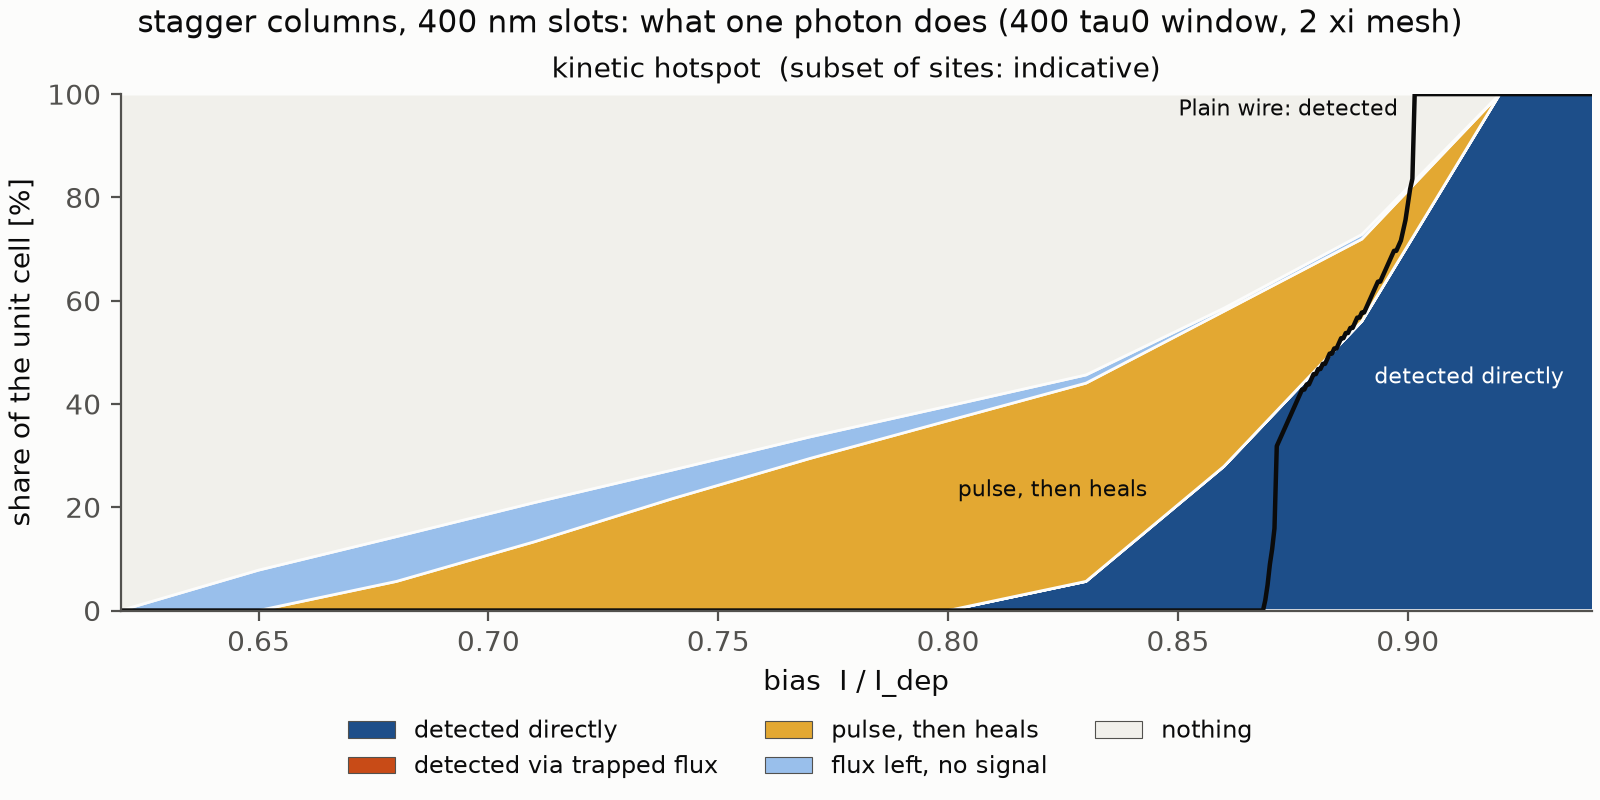 stagger columns, 400 nm slots: what one photon does (400 tau0 window, 2 xi mesh)
kinetic hotspot  (subset of sites: indicative)
share of the unit cell [%]
100
80
60
40
20
0
Plain wire: detected
detected directly
pulse, then heals
0.65 0.70 0.75 0.80 0.85 0.90
bias  I / I_dep
detected directly
pulse, then heals
nothing
detected via trapped flux
flux left, no signal